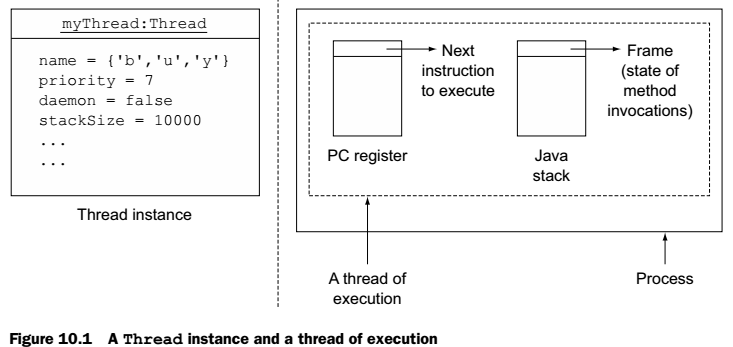 myThread:Thread
name = {'b','u','y'}
priority = 7
daemon = false
stackSize = 10000
...
...
Thread instance
Next
instruction
to execute
PC register
Frame
(state of
method
invocations)
Java
stack
A thread of
execution
Process
Figure 10.1 A Thread instance and a thread of execution